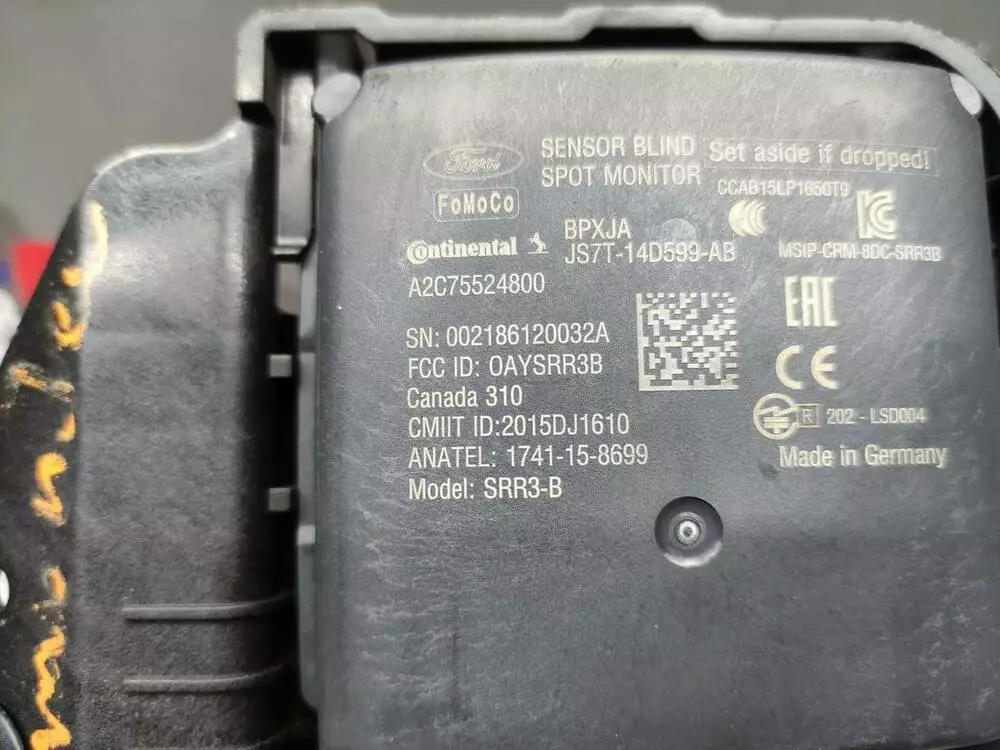 Ford
FoMoCo
SENSOR BLIND
SPOT MONITOR
Set aside if dropped!
CCAB15LP1650T9
Continental
BPXJA
JS7T-14D599-AB
MSIP-CRM-8DC-SRR3B
A2C75524800
EAC
SN: 002186120032A
FCC ID: OAYSRR3B
CE
Canada 310
CMIIT ID:2015DJ1610
R 202 - LSD004
ANATEL: 1741-15-8699
Made in Germany
Model: SRR3-B